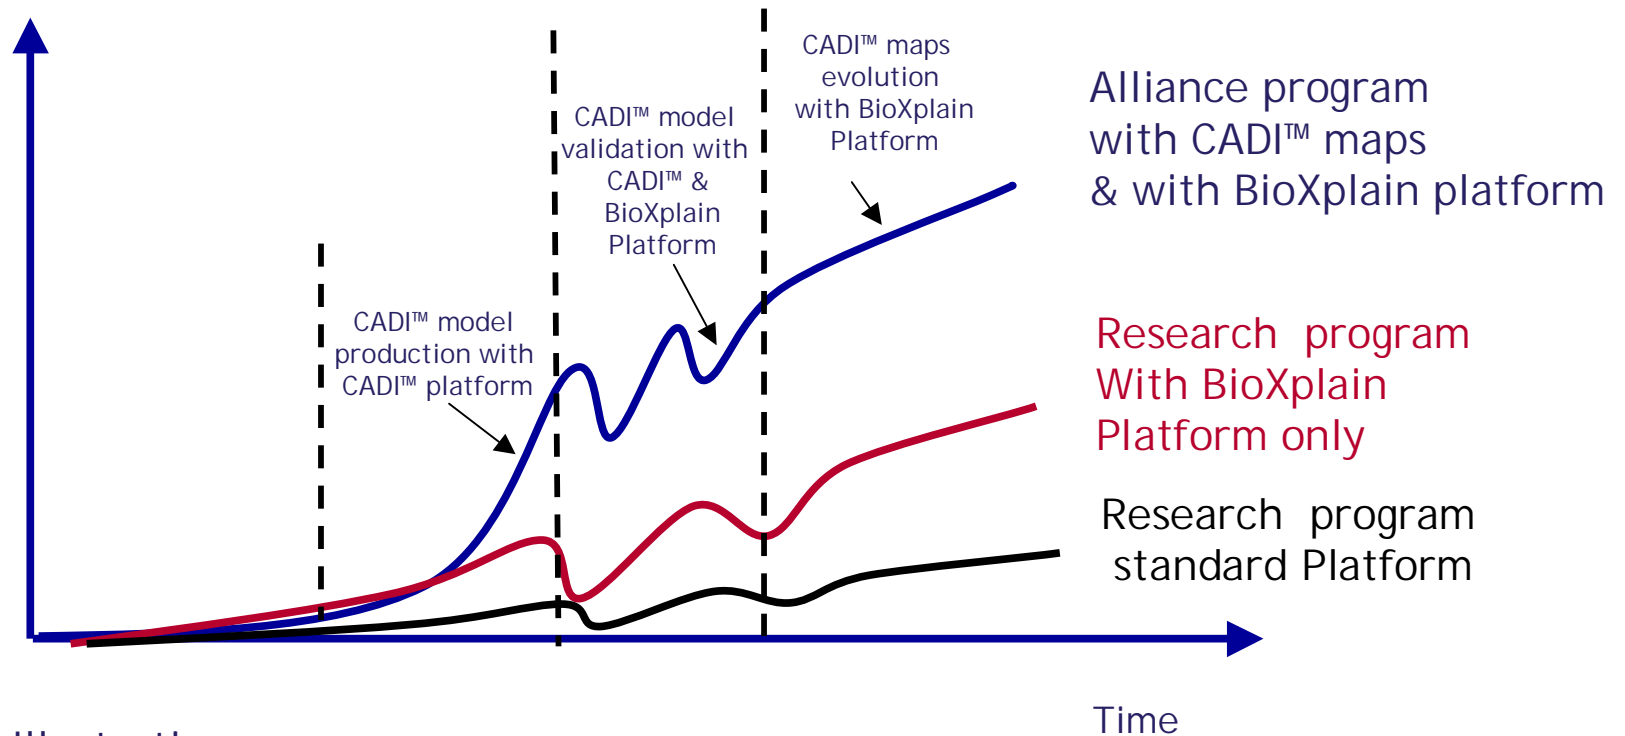 CADI™ maps
evolution
with BioXplain
Platform
CADI™ model
validation with
CADI™ &
BioXplain
Platform
CADI™ model
production with
CADI™ platform
Alliance program
with CADI™ maps
& with BioXplain platform
Research program
With BioXplain
Platform only
Research program
standard Platform
Time